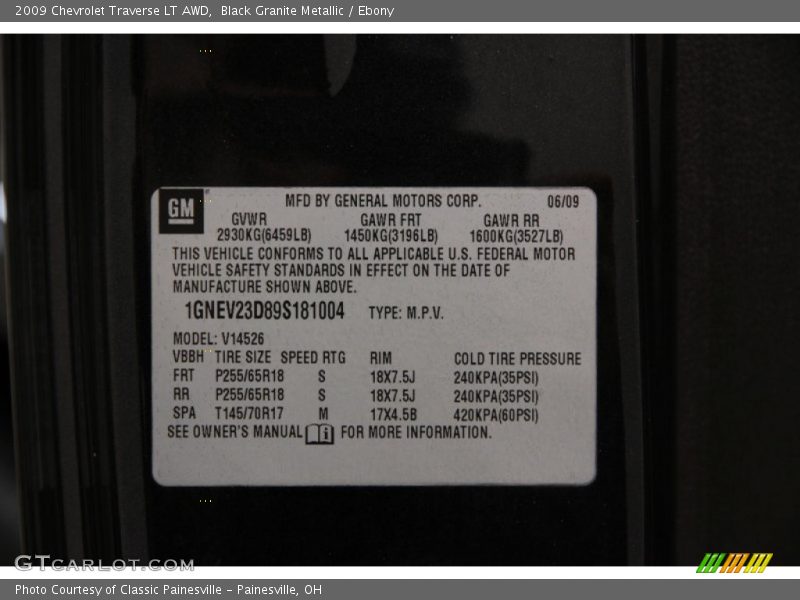 2009 Chevrolet Traverse LT AWD,  Black Granite Metallic / Ebony
GM MFD BY GENERAL MOTORS CORP. 06/09
GVWR GAWR FRT GAWR RR
2930KG(6459LB) 1450KG(3196LB) 1600KG(3527LB)
THIS VEHICLE CONFORMS TO ALL APPLICABLE U.S. FEDERAL MOTOR
VEHICLE SAFETY STANDARDS IN EFFECT ON THE DATE OF
MANUFACTURE SHOWN ABOVE.
1GNEV23D89S181004 TYPE: M.P.V.
MODEL: V14526
VBBH TIRE SIZE SPEED RTG RIM COLD TIRE PRESSURE
FRT P255/65R18 S 18X7.5J 240KPA(35PSI)
RR P255/65R18 S 18X7.5J 240KPA(35PSI)
SPA T145/70R17 M 17X4.5B 420KPA(60PSI)
SEE OWNER'S MANUAL i FOR MORE INFORMATION.
GTCarLot.com
Photo Courtesy of Classic Painesville - Painesville, OH